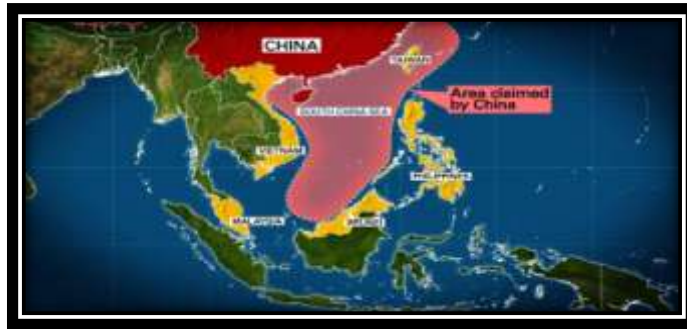 CHINA
TAIWAN
Area claimed
by China
SOUTH CHINA SEA
VIETNAM
PHILIPPINES
MALAYSIA
BRUNEI